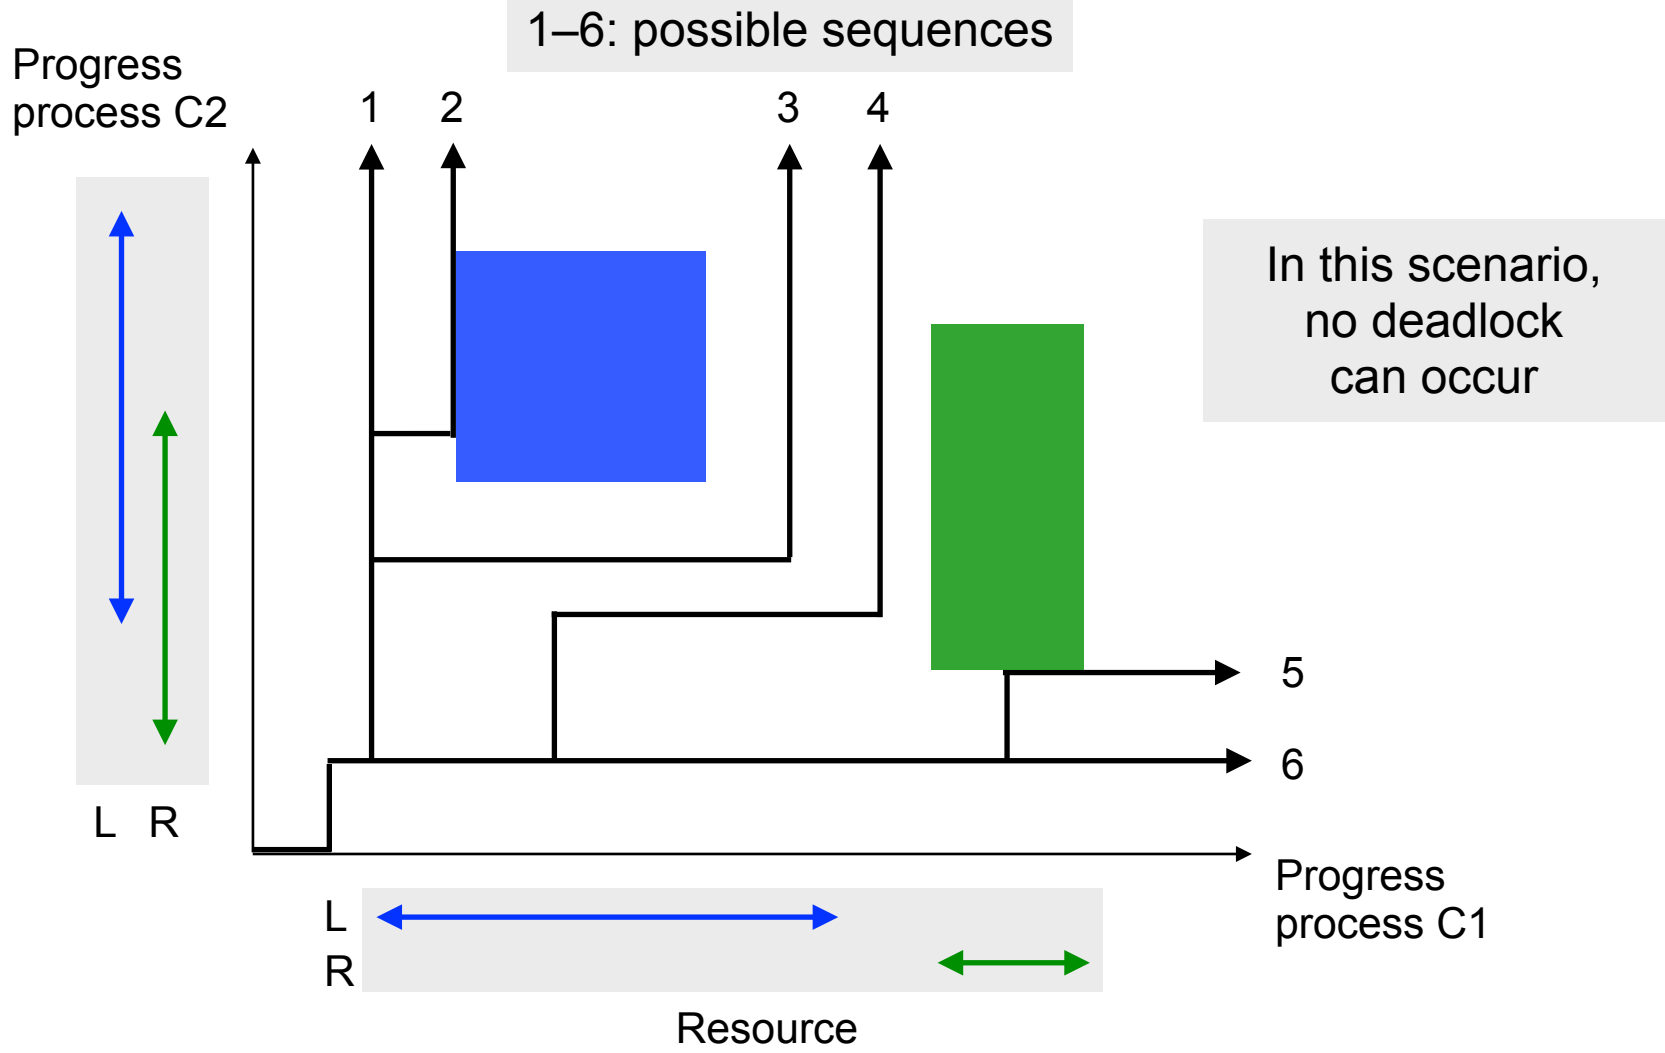 1–6: possible sequences
Progress
process C2
1
2
3
4
In this scenario,
no deadlock
can occur
5
6
L R
Progress
process C1
L
R
Resource